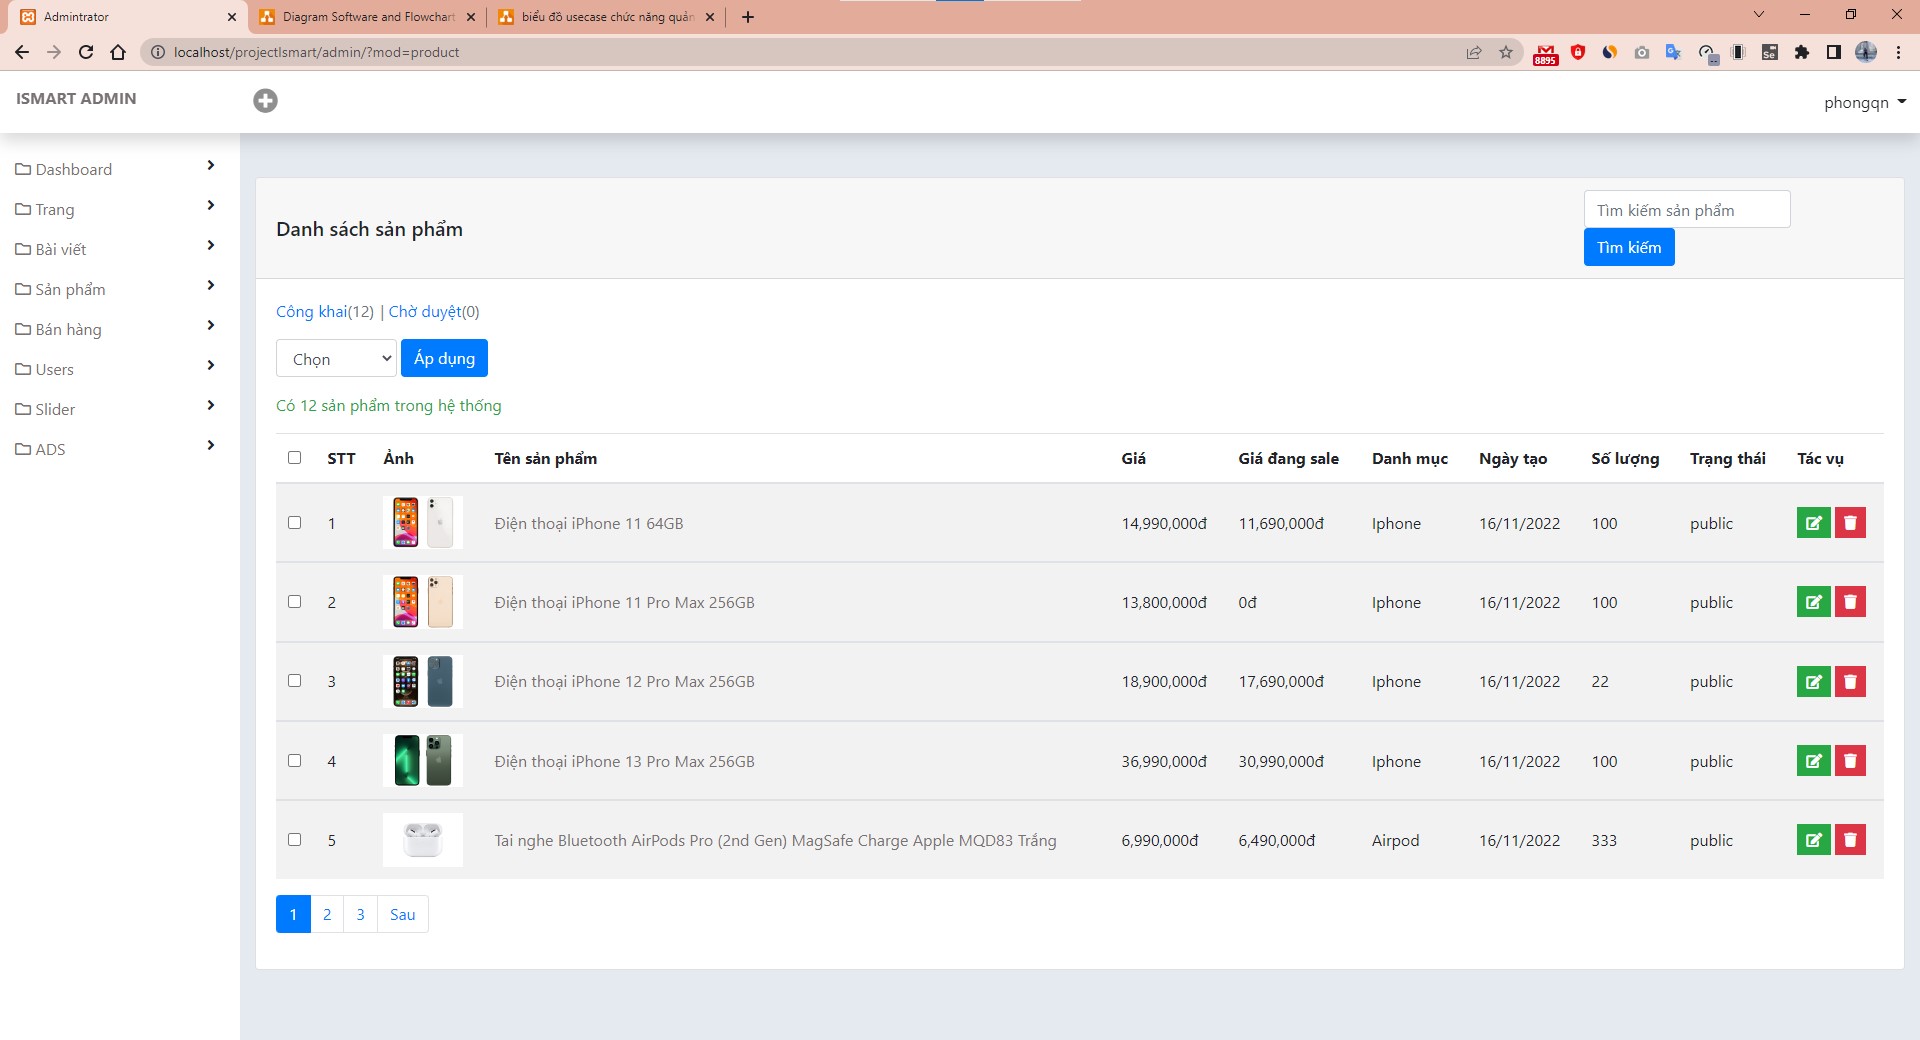 Admintrator
Diagram Software and Flowchart
biểu đồ usecase chức năng quản
localhost/projectIsmart/admin/?mod=product
8895
Se
ISMART ADMIN
phongqn
Dashboard
Trang
Bài viết
Sản phẩm
Bán hàng
Users
Slider
ADS
Danh sách sản phẩm
Tìm kiếm sản phẩm
Tìm kiếm
Công khai(12) | Chờ duyệt(0)
Chọn Áp dụng
Có 12 sản phẩm trong hệ thống
STT Ảnh Tên sản phẩm Giá Giá đang sale Danh mục Ngày tạo Số lượng Trạng thái Tác vụ
1 Điện thoại iPhone 11 64GB 14,990,000đ 11,690,000đ Iphone 16/11/2022 100 public
2 Điện thoại iPhone 11 Pro Max 256GB 13,800,000đ 0đ Iphone 16/11/2022 100 public
3 Điện thoại iPhone 12 Pro Max 256GB 18,900,000đ 17,690,000đ Iphone 16/11/2022 22 public
4 Điện thoại iPhone 13 Pro Max 256GB 36,990,000đ 30,990,000đ Iphone 16/11/2022 100 public
5 Tai nghe Bluetooth AirPods Pro (2nd Gen) MagSafe Charge Apple MQD83 Trắng 6,990,000đ 6,490,000đ Airpod 16/11/2022 333 public
1 2 3 Sau